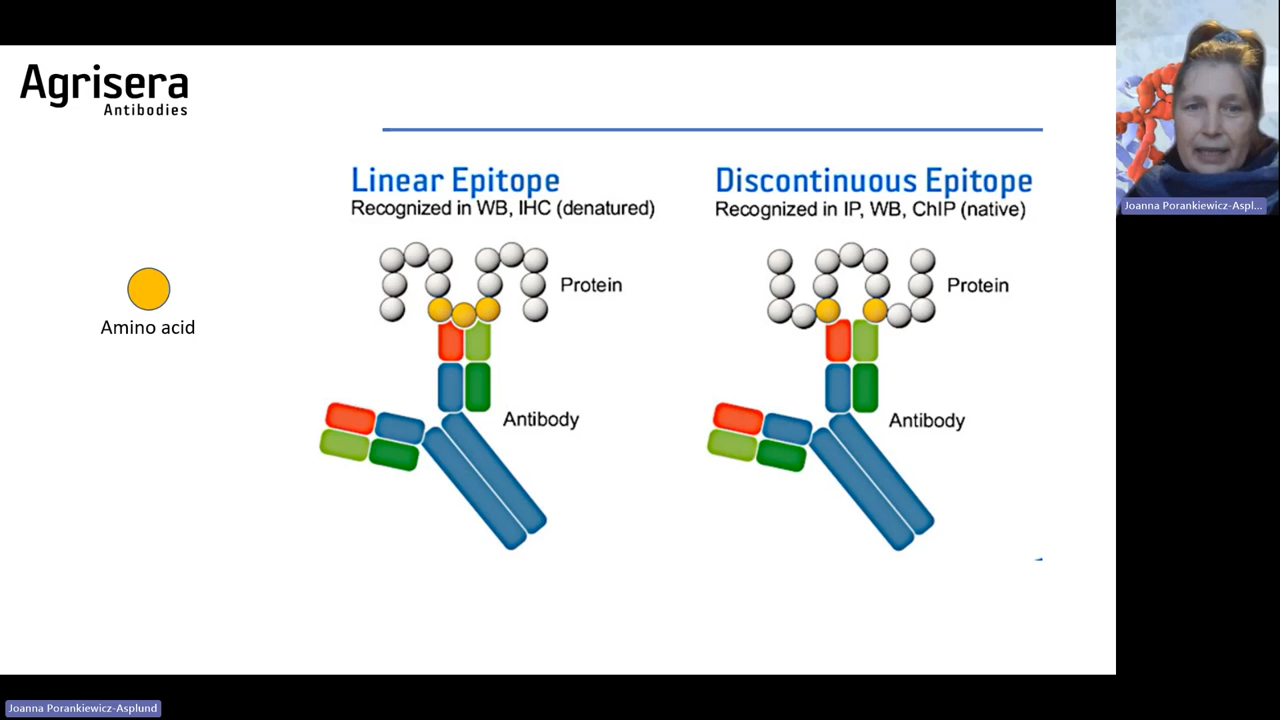 Agrisera
Antibodies
Linear Epitope
Recognized in WB, IHC (denatured)
Protein
Antibody
Discontinuous Epitope
Recognized in IP, WB, ChIP (native)
Protein
Antibody
Amino acid
Joanna Porankiewicz-Aspl...
Joanna Porankiewicz-Asplund